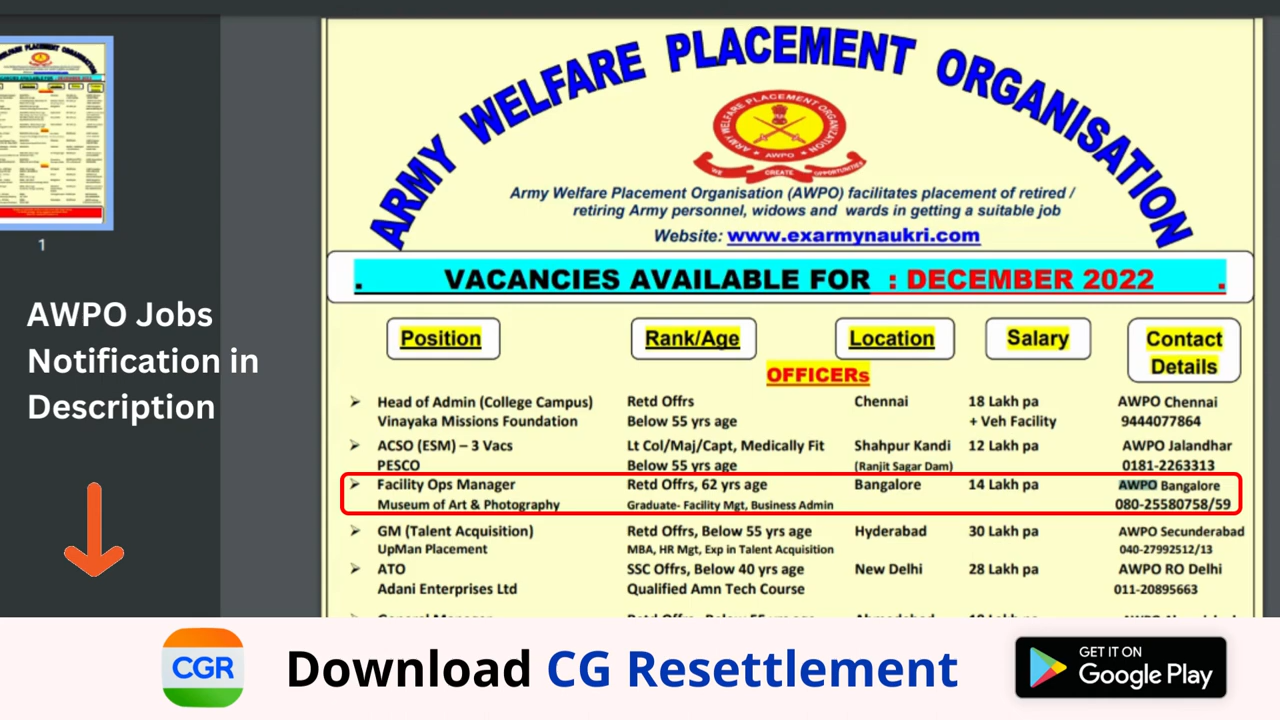 ARMY WELFARE PLACEMENT ORGANISATION
ARMY WELFARE PLACEMENT ORGANIZATION
AWPO
WE CREATE OPPORTUNITIES
Army Welfare Placement Organisation (AWPO) facilitates placement of retired /
retiring Army personnel, widows and wards in getting a suitable job
Website: www.exarmynaukri.com
. VACANCIES AVAILABLE FOR : DECEMBER 2022 .
Position Rank/Age Location Salary Contact Details
OFFICERs
Head of Admin (College Campus) Retd Offrs Chennai 18 Lakh pa AWPO Chennai
Vinayaka Missions Foundation Below 55 yrs age + Veh Facility 9444077864
ACSO (ESM) – 3 Vacs Lt Col/Maj/Capt, Medically Fit Shahpur Kandi 12 Lakh pa AWPO Jalandhar
PESCO Below 55 yrs age (Ranjit Sagar Dam) 0181-2263313
Facility Ops Manager Retd Offrs, 62 yrs age Bangalore 14 Lakh pa AWPO Bangalore
Museum of Art & Photography Graduate- Facility Mgt, Business Admin 080-25580758/59
GM (Talent Acquisition) Retd Offrs, Below 55 yrs age Hyderabad 30 Lakh pa AWPO Secunderabad
UpMan Placement MBA, HR Mgt, Exp in Talent Acquisition 040-27992512/13
ATO SSC Offrs, Below 40 yrs age New Delhi 28 Lakh pa AWPO RO Delhi
Adani Enterprises Ltd Qualified Amn Tech Course 011-20895663
1
AWPO Jobs
Notification in
Description
CGR
Download CG Resettlement
GET IT ON
Google Play